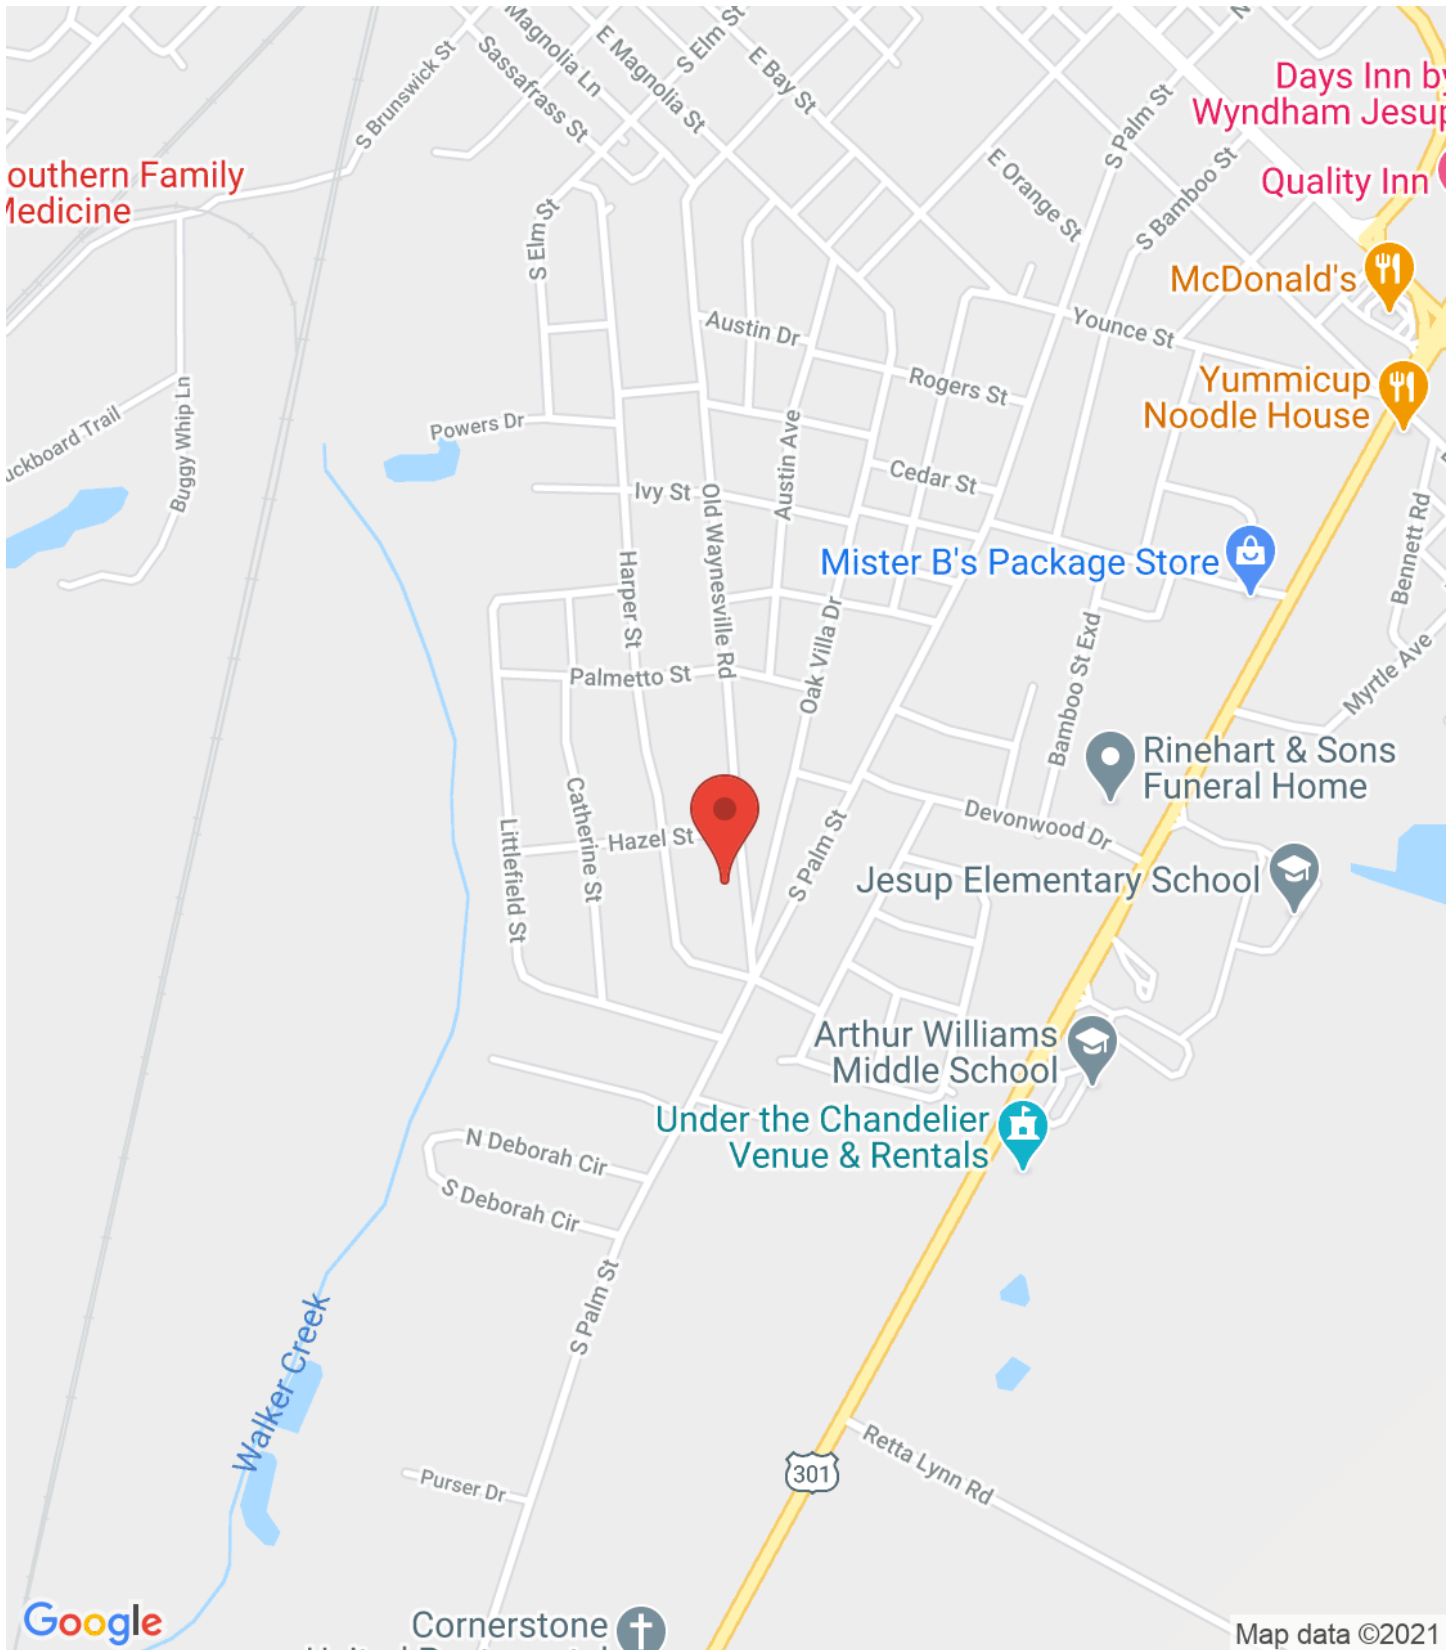 Magnolia Ln
E Magnolia St
S Elm St
E Bay St
Sassafrass St
S Brunswick St
Days Inn by
Wyndham Jesup
S Palm St
E Orange St
S Bamboo St
Quality Inn
outhern Family
Medicine
S Elm St
McDonald's
Austin Dr
Younce St
Rogers St
Yummicup
Noodle House
Buggy Whip Ln
uckboard Trail
Powers Dr
Austin Ave
Cedar St
Ivy St
Old Waynesville Rd
Bennett Rd
Mister B's Package Store
Harper St
Oak Villa Dr
Bamboo St Exd
Palmetto St
Myrtle Ave
Rinehart & Sons
Funeral Home
Catherine St
Littlefield St
Hazel St
Devonwood Dr
S Palm St
Jesup Elementary School
Arthur Williams
Middle School
Under the Chandelier
Venue & Rentals
N Deborah Cir
S Deborah Cir
S Palm St
Walker Creek
Retta Lynn Rd
301
Purser Dr
Google
Cornerstone
Map data ©2021